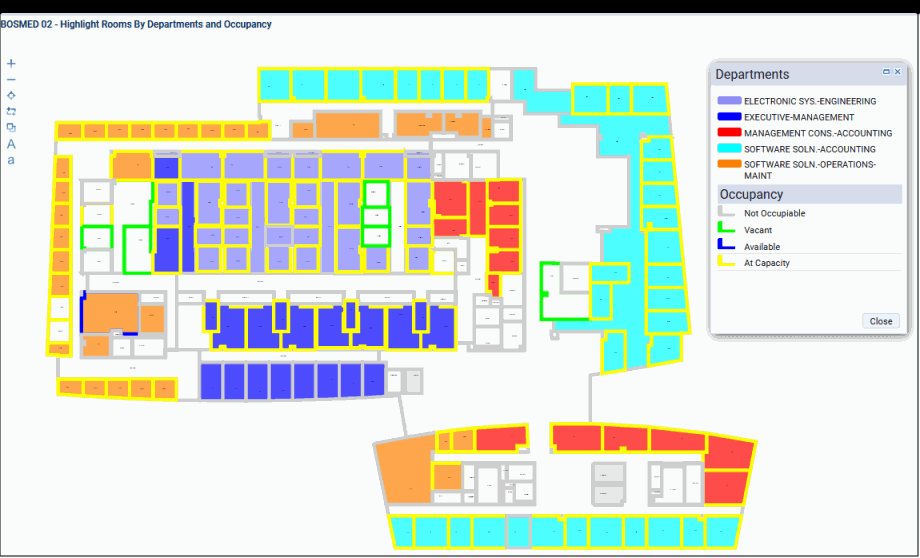 BOSMED 02 - Highlight Rooms By Departments and Occupancy
Departments
ELECTRONIC SYS.-ENGINEERING
EXECUTIVE-MANAGEMENT
MANAGEMENT CONS.-ACCOUNTING
SOFTWARE SOLN.-ACCOUNTING
SOFTWARE SOLN.-OPERATIONS-
MAINT
Occupancy
Not Occupiable
Vacant
Available
At Capacity
Close
A
a